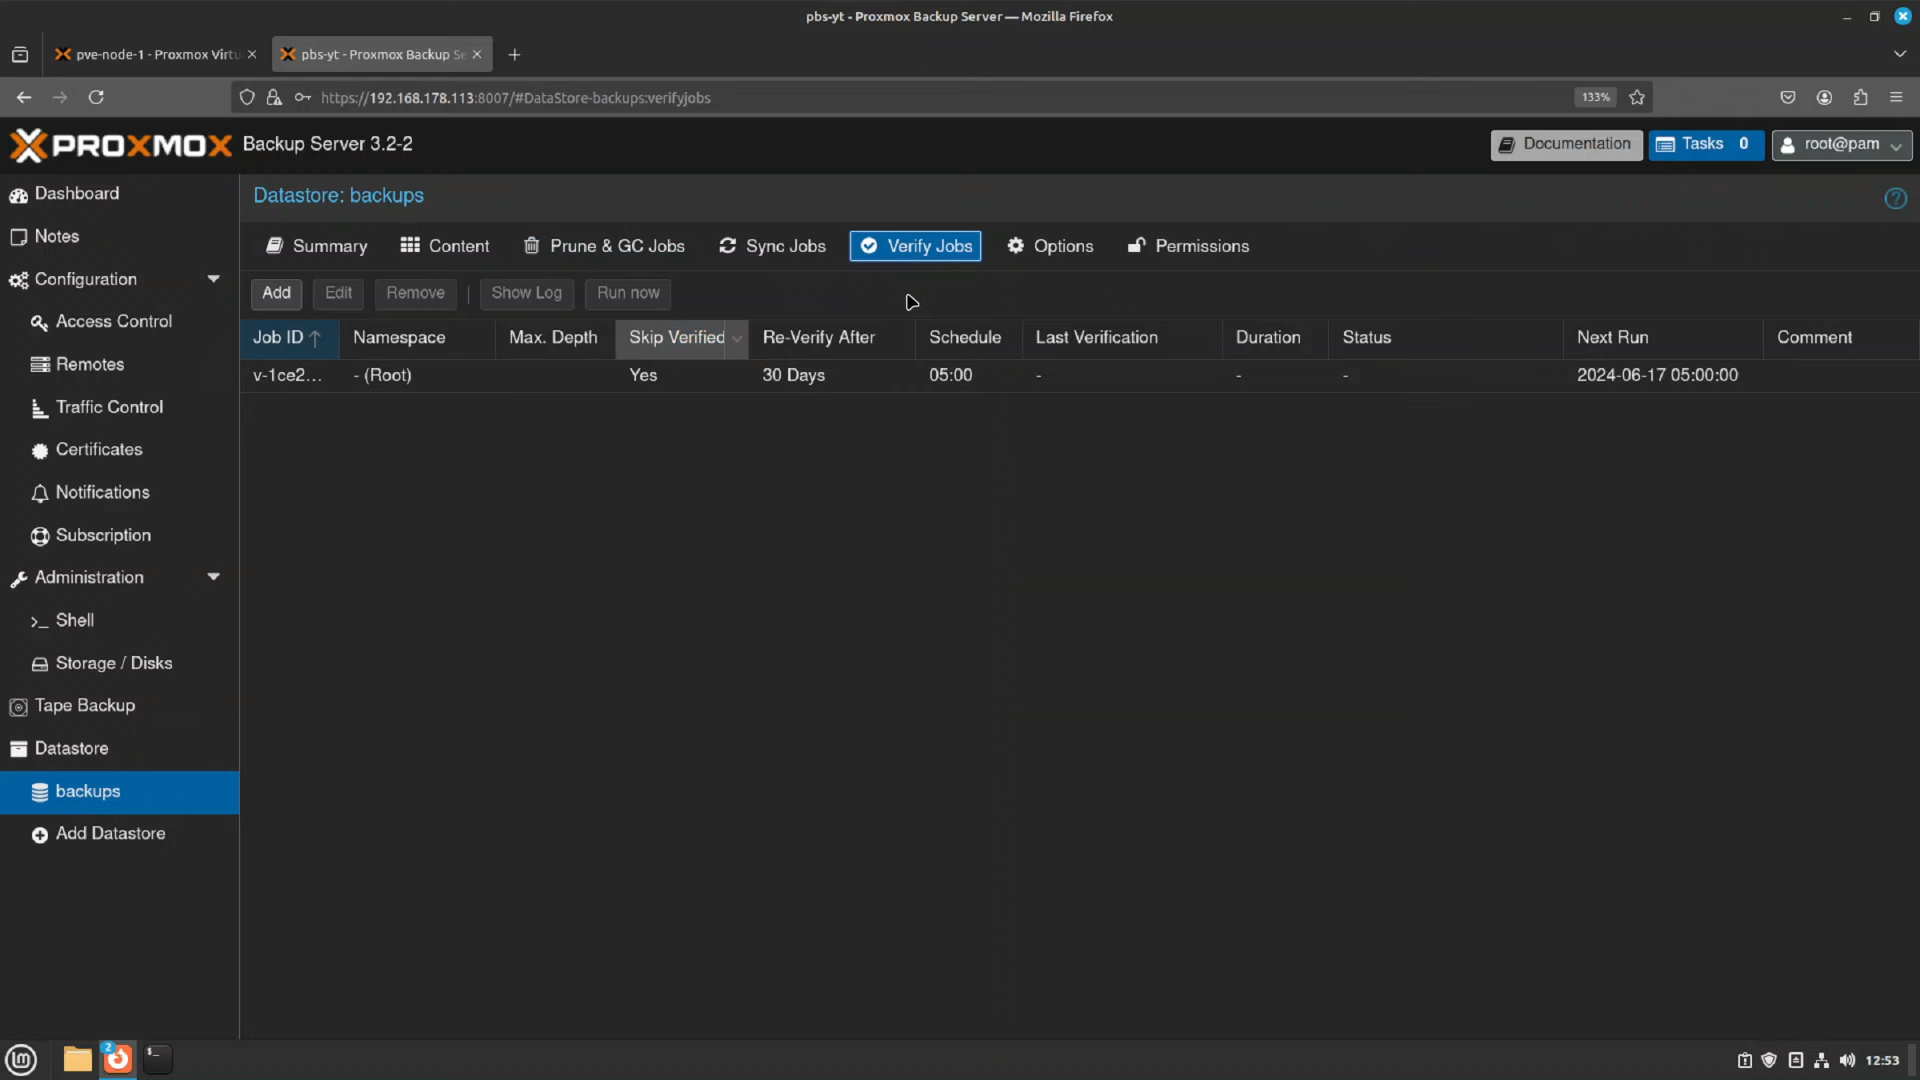 pbs-yt - Proxmox Backup Server — Mozilla Firefox
pve-node-1 - Proxmox Virtu
pbs-yt - Proxmox Backup Se
https://192.168.178.113:8007/#DataStore-backups:verifyjobs
133%
PROXMOX Backup Server 3.2-2
Documentation
Tasks 0
root@pam
Dashboard
Notes
Configuration
Access Control
Remotes
Traffic Control
Certificates
Notifications
Subscription
Administration
Shell
Storage / Disks
Tape Backup
Datastore
backups
Add Datastore
Datastore: backups
Summary Content Prune & GC Jobs Sync Jobs Verify Jobs Options Permissions
Add Edit Remove Show Log Run now
Job ID Namespace Max. Depth Skip Verified Re-Verify After Schedule Last Verification Duration Status Next Run Comment
v-1ce2... - (Root) Yes 30 Days 05:00 - - - 2024-06-17 05:00:00
2
12:53